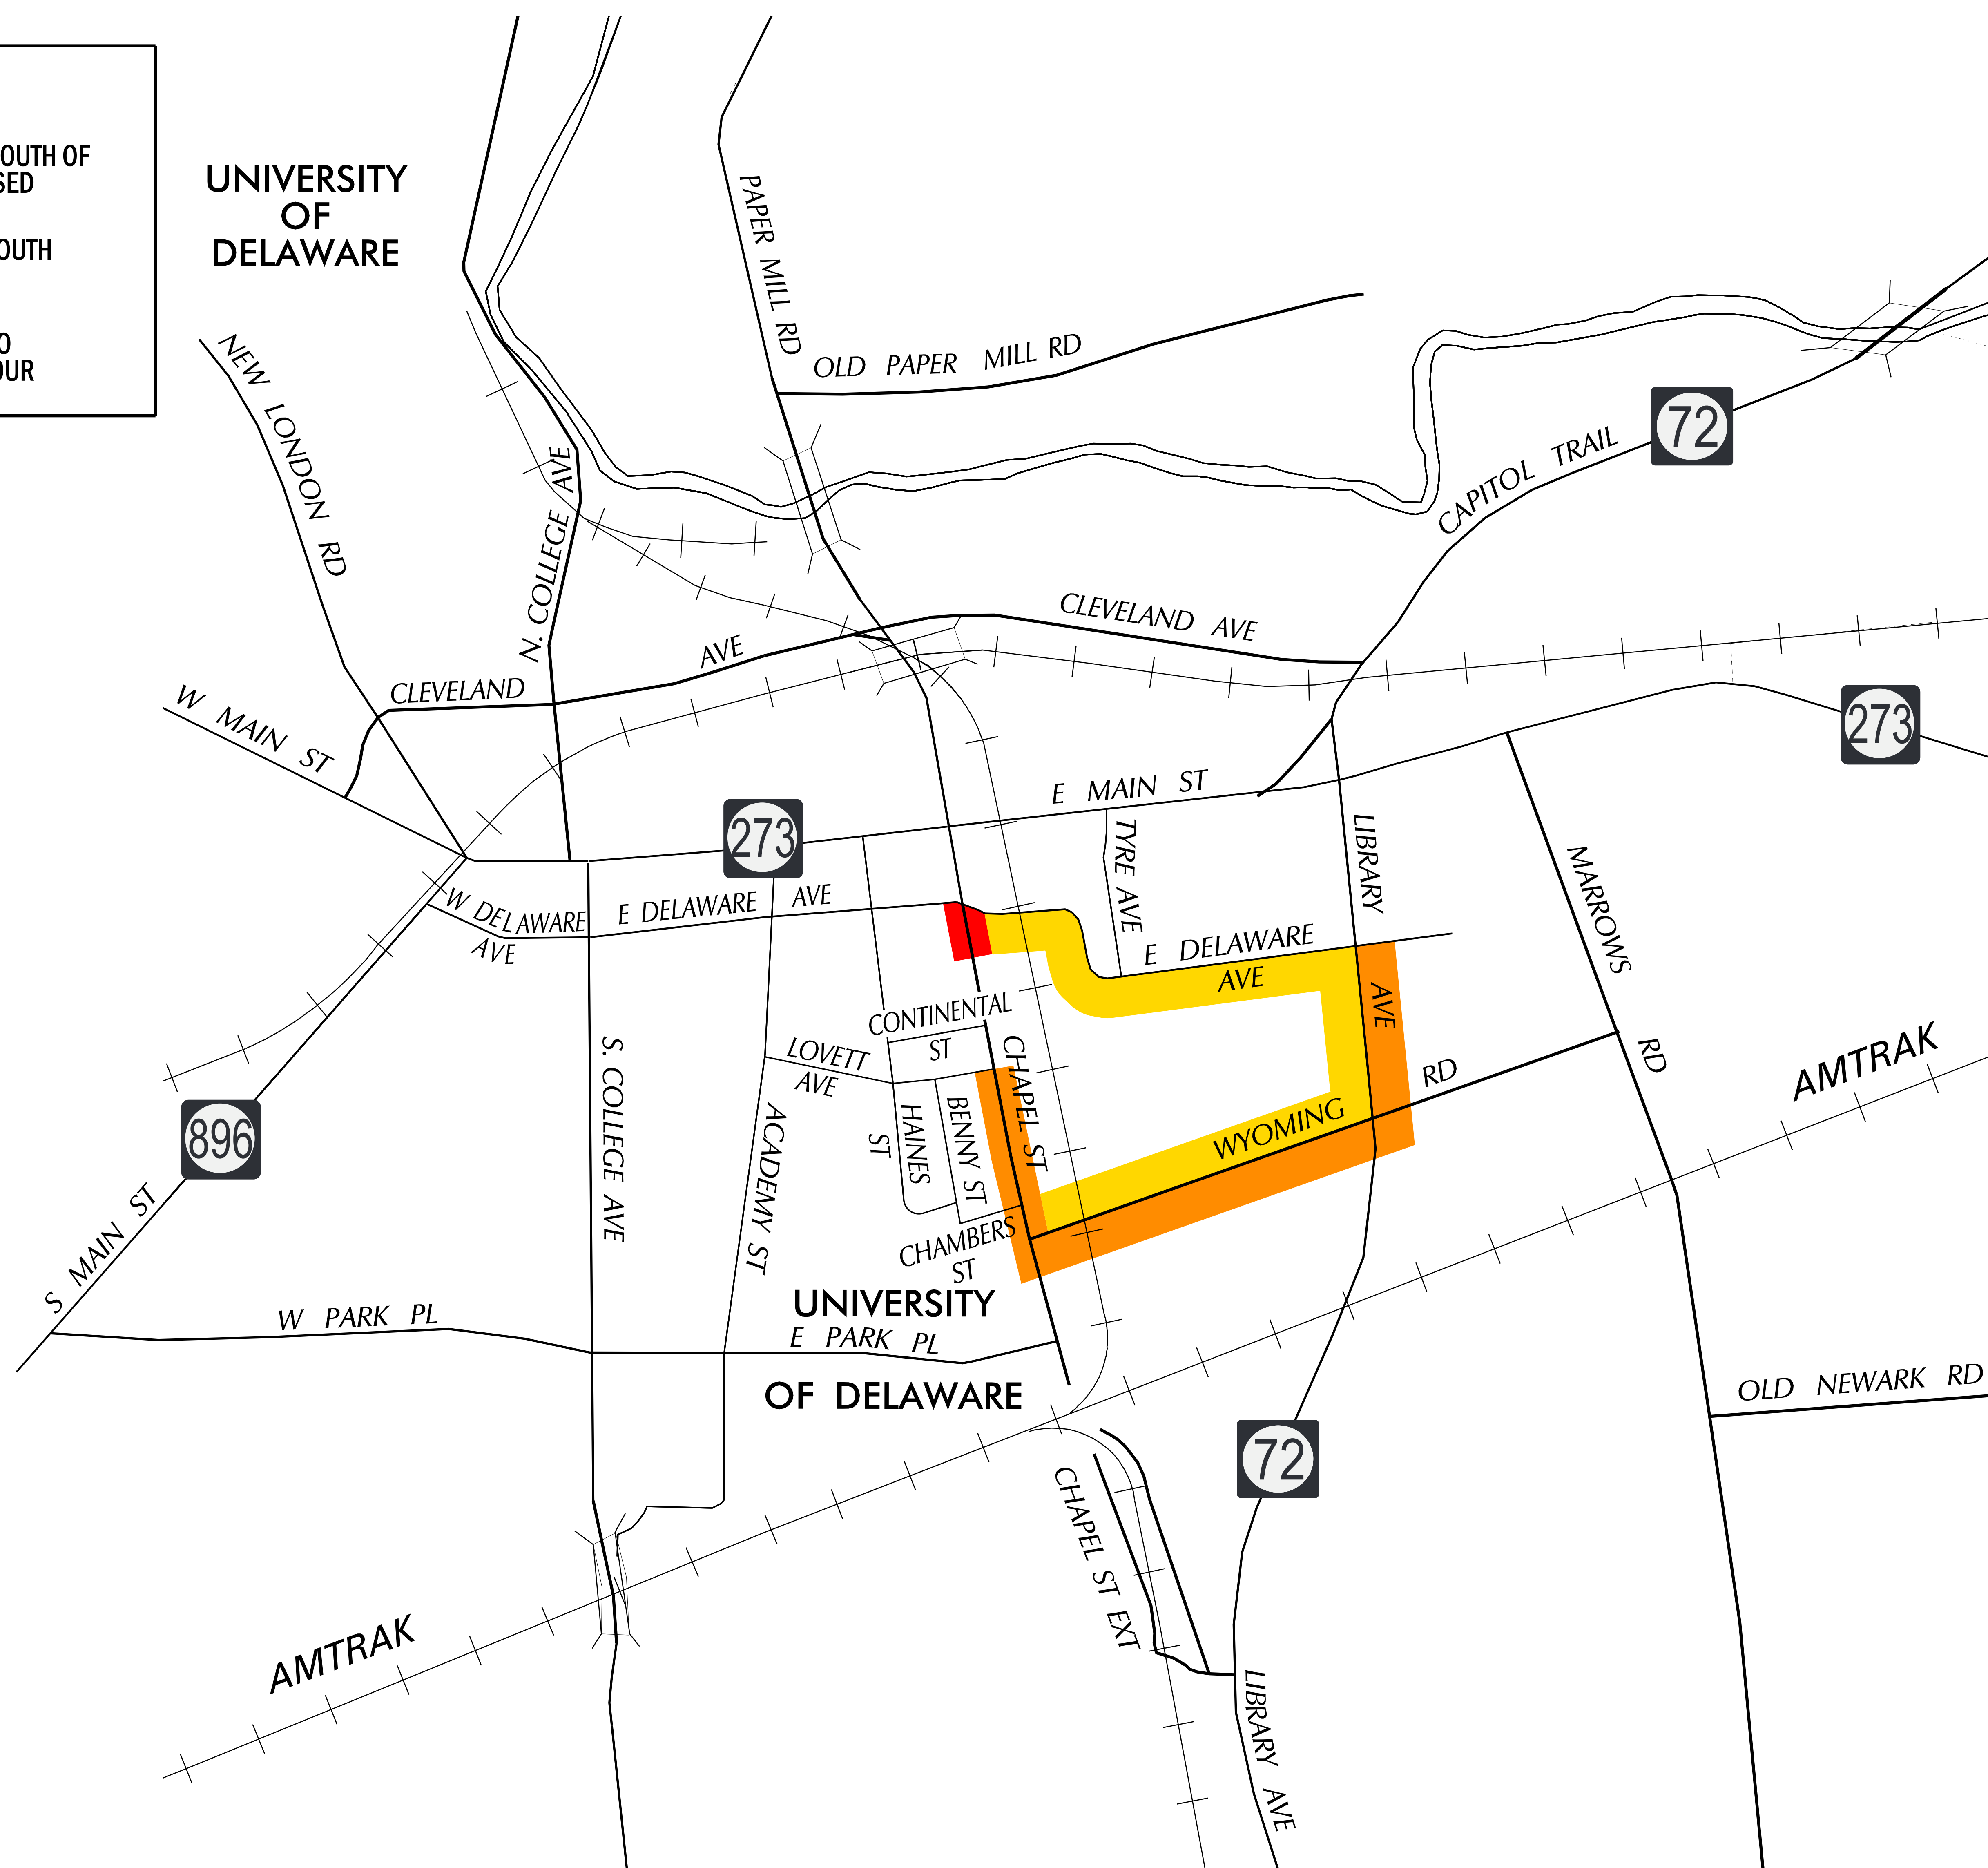 OUTH OF
SED
OUTH
O
OUR
UNIVERSITY
OF
DELAWARE
PAPER MILL RD
OLD PAPER MILL RD
NEW LONDON RD
N. COLLEGE AVE
72
CAPITOL TRAIL
CLEVELAND AVE
CLEVELAND AVE
W MAIN ST
273
E MAIN ST
273
TYRE AVE
LIBRARY AVE
MARROWS RD
W DELAWARE
AVE
E DELAWARE AVE
E DELAWARE
AVE
CONTINENTAL
ST
LOVETT
AVE
CHAPEL ST
HAINES
ST
BENNY ST
CHAMBERS
ST
S. COLLEGE AVE
ACADEMY ST
WYOMING RD
AMTRAK
896
S MAIN ST
W PARK PL
UNIVERSITY
E PARK PL
OF DELAWARE
OLD NEWARK RD
72
CHAPEL ST EXT
AMTRAK
LIBRARY AVE